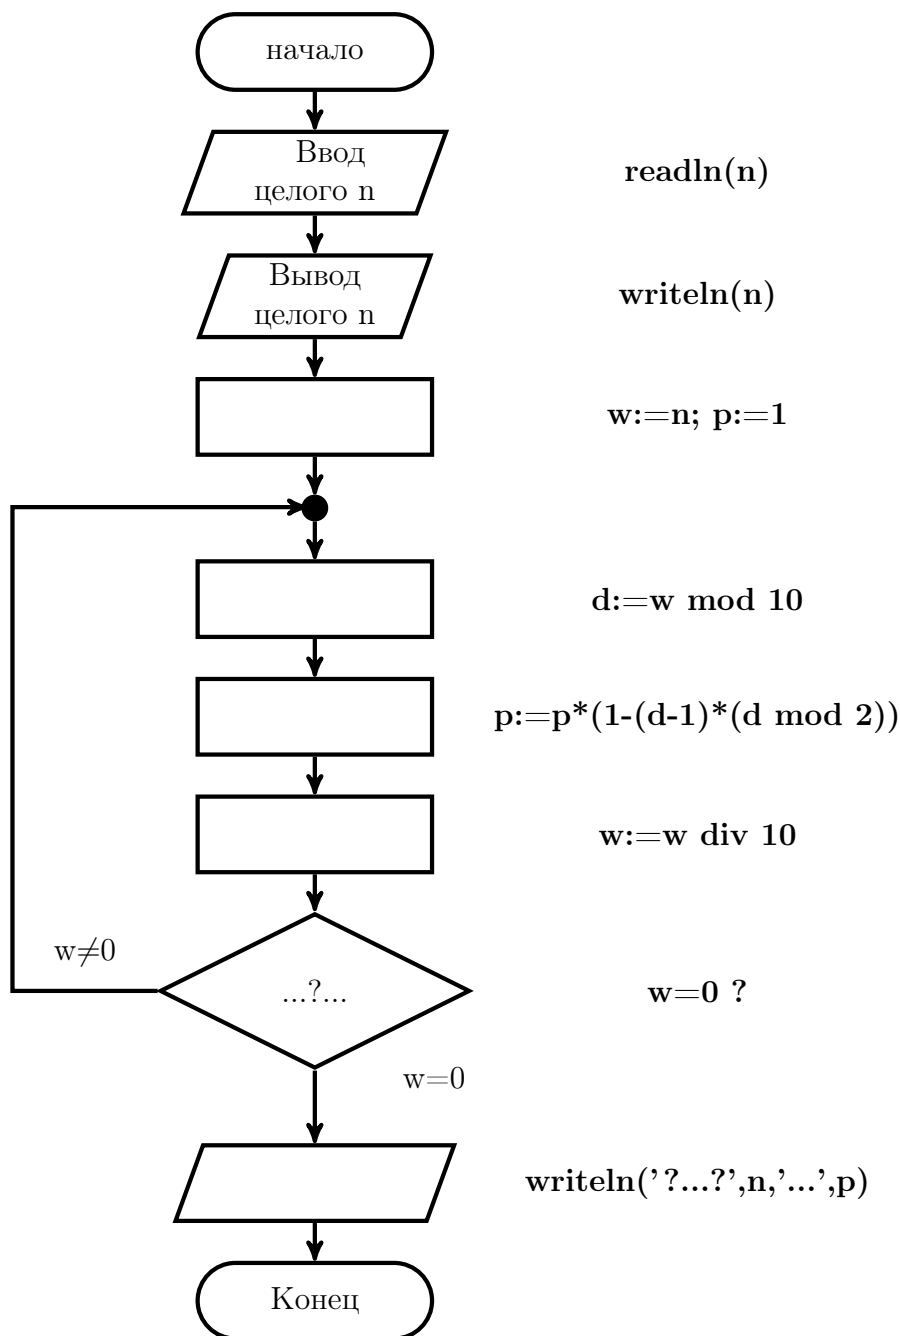 начало
Ввод
целого n
readln(n)
Вывод
целого n
writeln(n)
w:=n; p:=1
d:=w mod 10
p:=p*(1-(d-1)*(d mod 2))
w:=w div 10
w≠0
...?...
w=0 ?
w=0
writeln('?...?',n,'...',p)
Конец